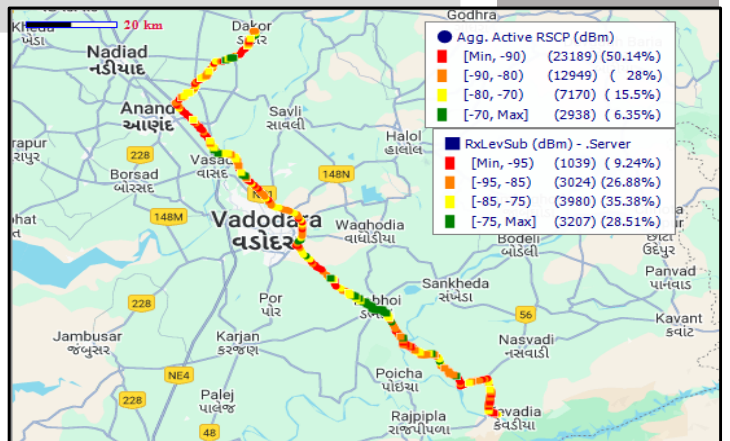 20 km
Godhra
Kheda
ખેડા
Dakor
Nadiad
નડીયાદ
Anand
આણંદ
Savli
સાવલી
Halol
હાલોલ
228
Borsad
બોરસદ
વાસદ
148N
148M
Vadodara
વડોદરા
Waghodia
વાઘોડીયા
Agg. Active RSCP (dBm)
[Min, -90) (23189) (50.14%)
[-90, -80) (12949) ( 28%)
[-80, -70) (7170) ( 15.5%)
[-70, Max] (2938) ( 6.35%)
RxLevSub (dBm) - .Server
[Min, -95) (1039) ( 9.24%)
[-95, -85) (3024) (26.88%)
[-85, -75) (3980) (35.38%)
[-75, Max] (3207) (28.51%)
Bodeli
બોડેલી
Panvad
પાનવાડ
Sankheda
સંખેડા
Por
પોર
228
56
Kavant
કવાંટ
Jambusar
જંબુસર
Karjan
કરજણ
Nasvadi
નસવાડી
NE4
Poicha
પોઇચા
228
Palej
પાલેજ
48
Rajpipla
રાજપીપળા
કેવડીયા